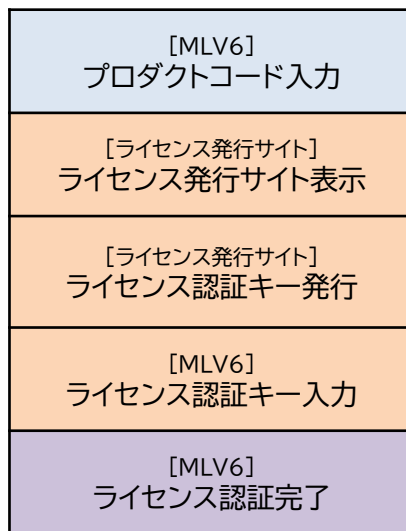 [MLV6]
プロダクトコード入力
[ライセンス発行サイト]
ライセンス発行サイト表示
[ライセンス発行サイト]
ライセンス認証キー発行
[MLV6]
ライセンス認証キー入力
[MLV6]
ライセンス認証完了